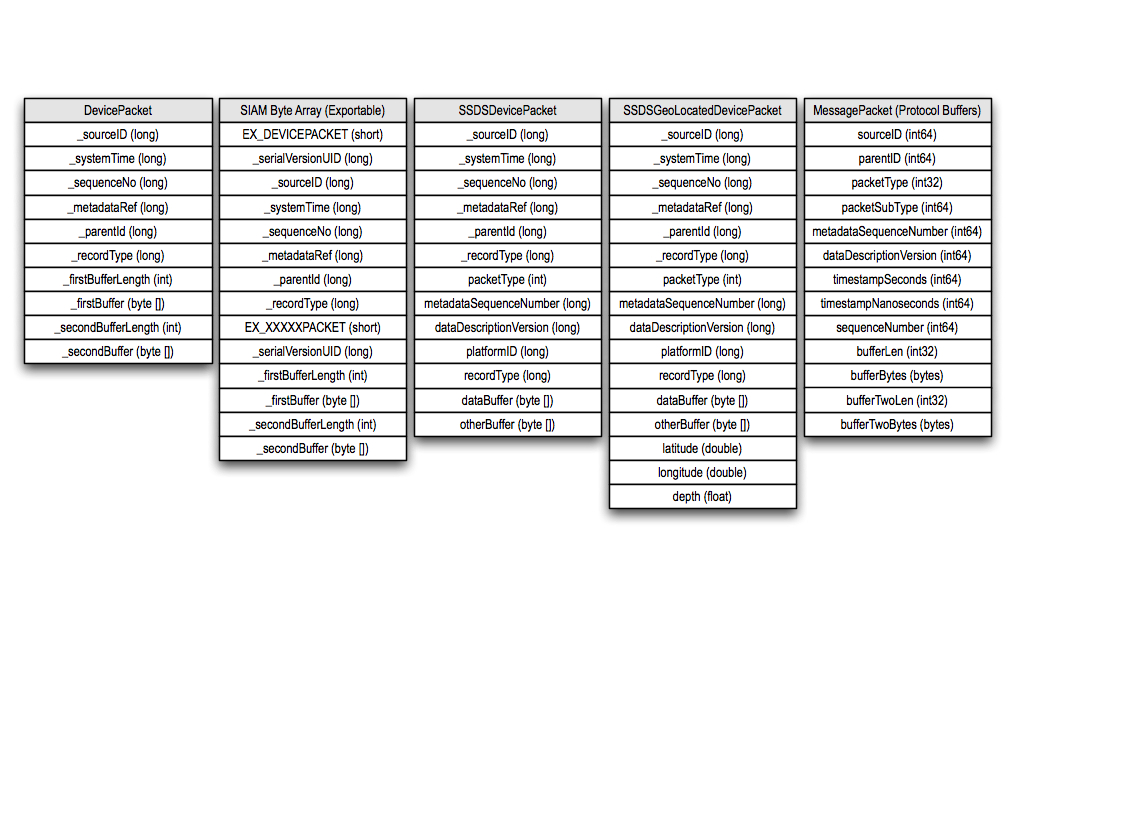 DevicePacket
_sourceID (long)
_systemTime (long)
_sequenceNo (long)
_metadataRef (long)
_parentId (long)
_recordType (long)
_firstBufferLength (int)
_firstBuffer (byte [])
_secondBufferLength (int)
_secondBuffer (byte [])
SIAM Byte Array (Exportable)
EX_DEVICEPACKET (short)
_serialVersionUID (long)
_sourceID (long)
_systemTime (long)
_sequenceNo (long)
_metadataRef (long)
_parentId (long)
_recordType (long)
EX_XXXXXPACKET (short)
_serialVersionUID (long)
_firstBufferLength (int)
_firstBuffer (byte [])
_secondBufferLength (int)
_secondBuffer (byte [])
SSDSDevicePacket
_sourceID (long)
_systemTime (long)
_sequenceNo (long)
_metadataRef (long)
_parentId (long)
_recordType (long)
packetType (int)
metadataSequenceNumber (long)
dataDescriptionVersion (long)
platformID (long)
recordType (long)
dataBuffer (byte [])
otherBuffer (byte [])
SSDSGeoLocatedDevicePacket
_sourceID (long)
_systemTime (long)
_sequenceNo (long)
_metadataRef (long)
_parentId (long)
_recordType (long)
packetType (int)
metadataSequenceNumber (long)
dataDescriptionVersion (long)
platformID (long)
recordType (long)
dataBuffer (byte [])
otherBuffer (byte [])
latitude (double)
longitude (double)
depth (float)
MessagePacket (Protocol Buffers)
sourceID (int64)
parentID (int64)
packetType (int32)
packetSubType (int64)
metadataSequenceNumber (int64)
dataDescriptionVersion (int64)
timestampSeconds (int64)
timestampNanoseconds (int64)
sequenceNumber (int64)
bufferLen (int32)
bufferBytes (bytes)
bufferTwoLen (int32)
bufferTwoBytes (bytes)